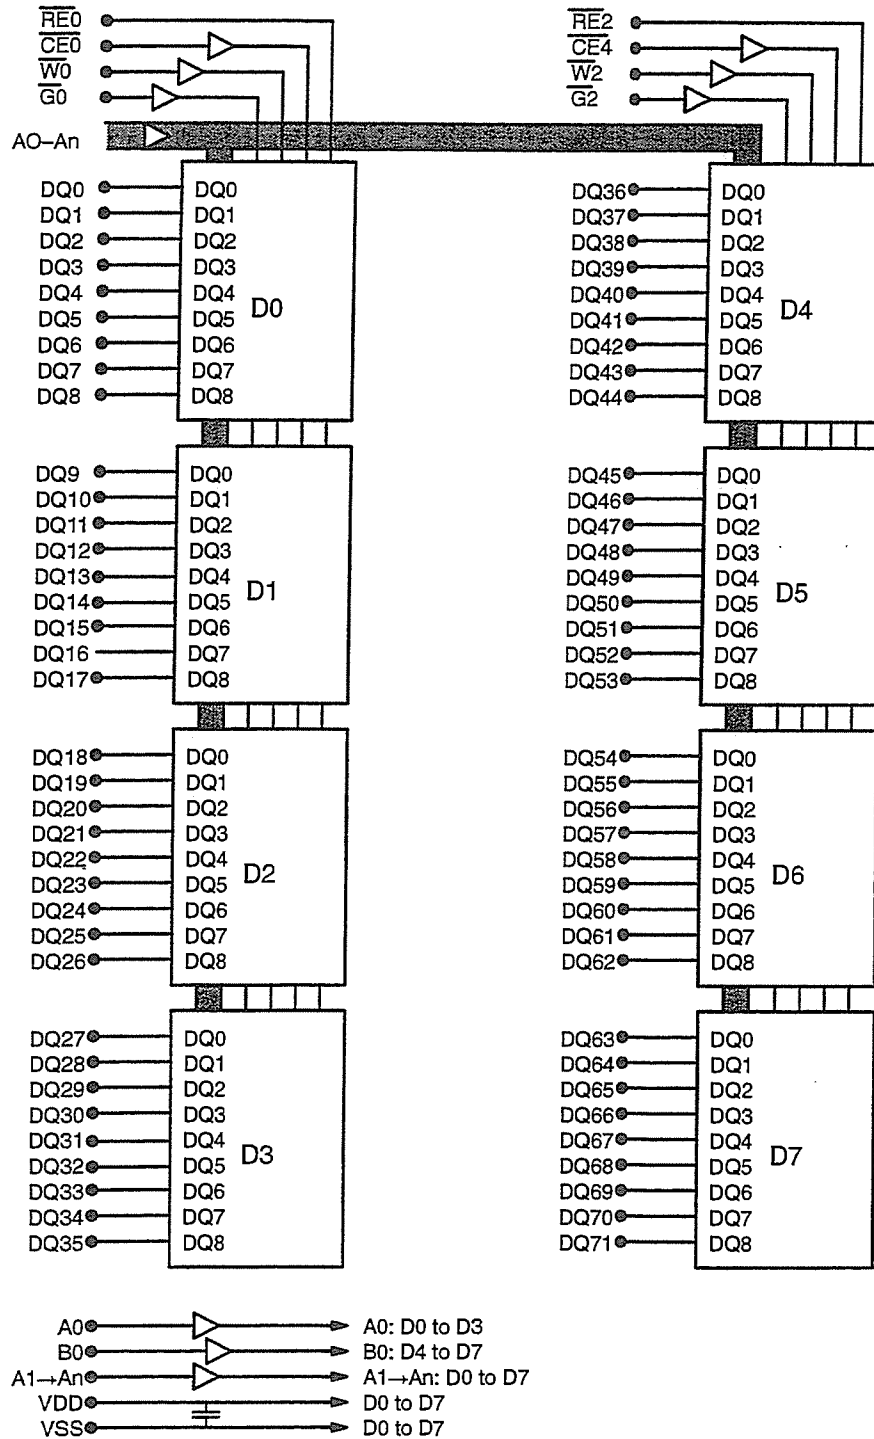 RE0
CE0
W0
G0
AO–An
DQ0 DQ0
DQ1 DQ1
DQ2 DQ2
DQ3 DQ3
DQ4 DQ4
DQ5 DQ5
DQ6 DQ6
DQ7 DQ7
DQ8 DQ8
D0
DQ9 DQ0
DQ10 DQ1
DQ11 DQ2
DQ12 DQ3
DQ13 DQ4
DQ14 DQ5
DQ15 DQ6
DQ16 DQ7
DQ17 DQ8
D1
DQ18 DQ0
DQ19 DQ1
DQ20 DQ2
DQ21 DQ3
DQ22 DQ4
DQ23 DQ5
DQ24 DQ6
DQ25 DQ7
DQ26 DQ8
D2
DQ27 DQ0
DQ28 DQ1
DQ29 DQ2
DQ30 DQ3
DQ31 DQ4
DQ32 DQ5
DQ33 DQ6
DQ34 DQ7
DQ35 DQ8
D3
RE2
CE4
W2
G2
DQ36 DQ0
DQ37 DQ1
DQ38 DQ2
DQ39 DQ3
DQ40 DQ4
DQ41 DQ5
DQ42 DQ6
DQ43 DQ7
DQ44 DQ8
D4
DQ45 DQ0
DQ46 DQ1
DQ47 DQ2
DQ48 DQ3
DQ49 DQ4
DQ50 DQ5
DQ51 DQ6
DQ52 DQ7
DQ53 DQ8
D5
DQ54 DQ0
DQ55 DQ1
DQ56 DQ2
DQ57 DQ3
DQ58 DQ4
DQ59 DQ5
DQ60 DQ6
DQ61 DQ7
DQ62 DQ8
D6
DQ63 DQ0
DQ64 DQ1
DQ65 DQ2
DQ66 DQ3
DQ67 DQ4
DQ68 DQ5
DQ69 DQ6
DQ70 DQ7
DQ71 DQ8
D7
A0 A0: D0 to D3
B0 B0: D4 to D7
A1→An A1→An: D0 to D7
VDD D0 to D7
VSS D0 to D7